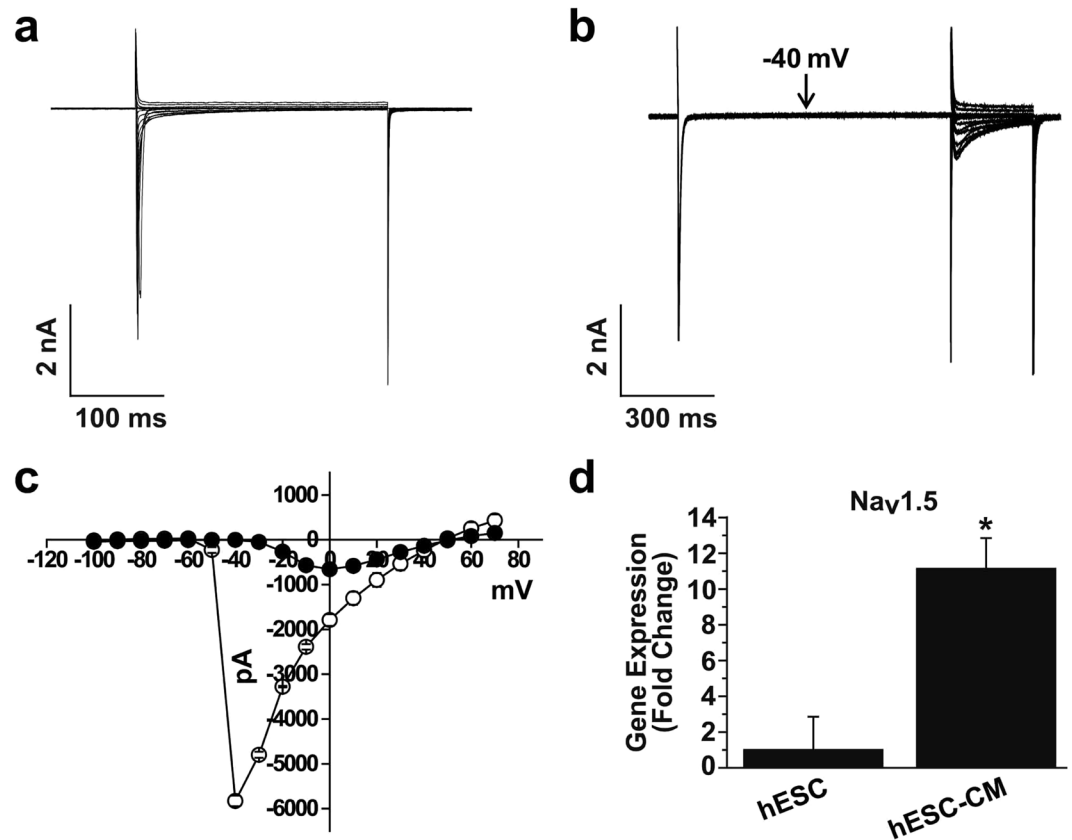 a
2 nA
100 ms
b
-40 mV
2 nA
300 ms
c
1000
0
-1000
-2000
-3000
-4000
-5000
-6000
pA
-120 -100 -80 -60 -40 -20 0 20 40 60 80
mV
d
Nav1.5
*
Gene Expression
(Fold Change)
14
12
10
8
6
4
2
0
hESC
hESC-CM